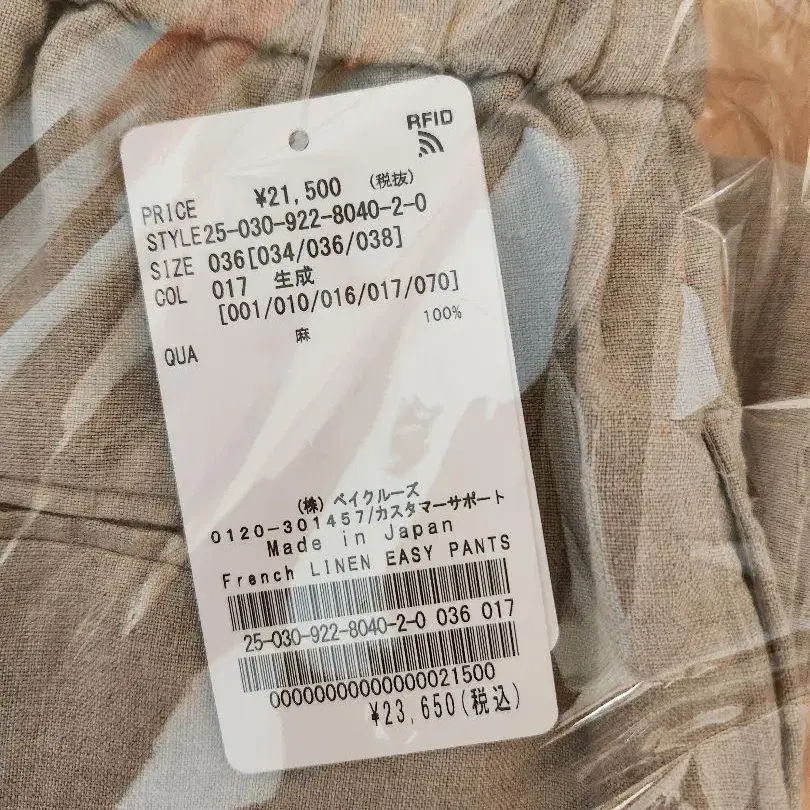 RFID
PRICE ¥21,500 (税抜)
STYLE 25-030-922-8040-2-0
SIZE 036[034/036/038]
COL 017 生成
[001/010/016/017/070]
QUA 麻 100%
(株) ベイクルーズ
0120-301457/カスタマーサポート
Made in Japan
French LINEN EASY PANTS
25-030-922-8040-2-0 036 017
000000000000000021500
¥23,650(税込)